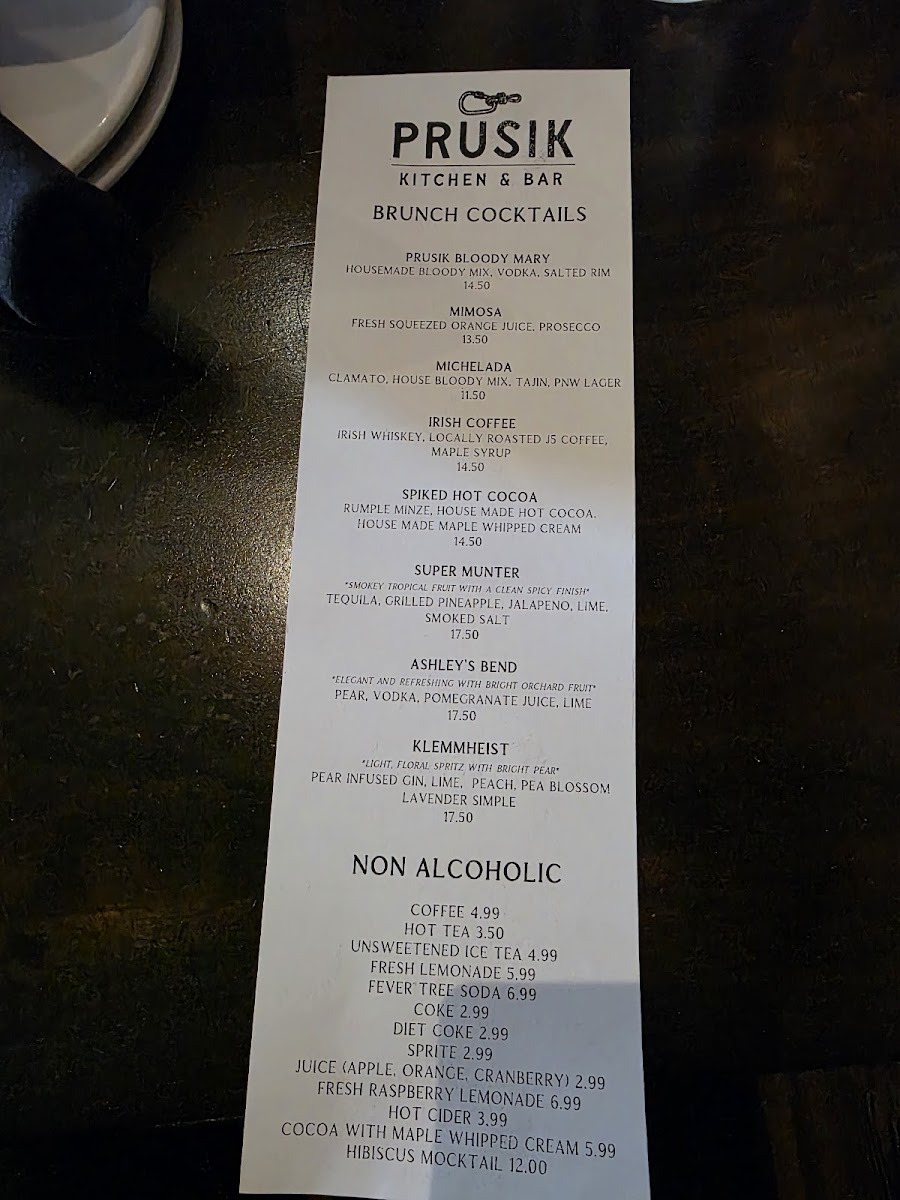 PRUSIK
KITCHEN & BAR
BRUNCH COCKTAILS
PRUSIK BLOODY MARY
HOUSEMADE BLOODY MIX, VODKA, SALTED RIM
14.50
MIMOSA
FRESH SQUEEZED ORANGE JUICE, PROSECCO
13.50
MICHELADA
CLAMATO, HOUSE BLOODY MIX, TAJIN, PNW LAGER
11.50
IRISH COFFEE
IRISH WHISKEY, LOCALLY ROASTED J5 COFFEE,
MAPLE SYRUP
14.50
SPIKED HOT COCOA
RUMPLE MINZE, HOUSE MADE HOT COCOA,
HOUSE MADE MAPLE WHIPPED CREAM
14.50
SUPER MUNTER
*SMOKEY TROPICAL FRUIT WITH A CLEAN SPICY FINISH*
TEQUILA, GRILLED PINEAPPLE, JALAPENO, LIME,
SMOKED SALT
17.50
ASHLEY'S BEND
*ELEGANT AND REFRESHING WITH BRIGHT ORCHARD FRUIT*
PEAR, VODKA, POMEGRANATE JUICE, LIME
17.50
KLEMMHEIST
*LIGHT, FLORAL SPRITZ WITH BRIGHT PEAR*
PEAR INFUSED GIN, LIME, PEACH, PEA BLOSSOM
LAVENDER SIMPLE
17.50
NON ALCOHOLIC
COFFEE 4.99
HOT TEA 3.50
UNSWEETENED ICE TEA 4.99
FRESH LEMONADE 5.99
FEVER TREE SODA 6.99
COKE 2.99
DIET COKE 2.99
SPRITE 2.99
JUICE (APPLE, ORANGE, CRANBERRY) 2.99
FRESH RASPBERRY LEMONADE 6.99
HOT CIDER 3.99
COCOA WITH MAPLE WHIPPED CREAM 5.99
HIBISCUS MOCKTAIL 12.00